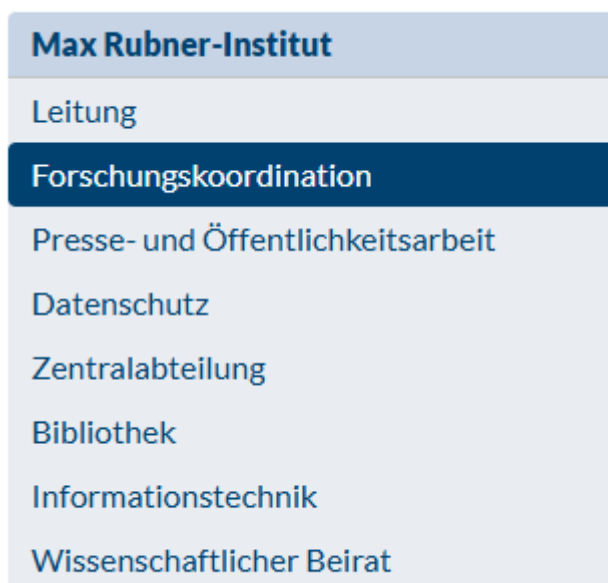 Max Rubner-Institut
Leitung
Forschungskoordination
Presse- und Öffentlichkeitsarbeit
Datenschutz
Zentralabteilung
Bibliothek
Informationstechnik
Wissenschaftlicher Beirat